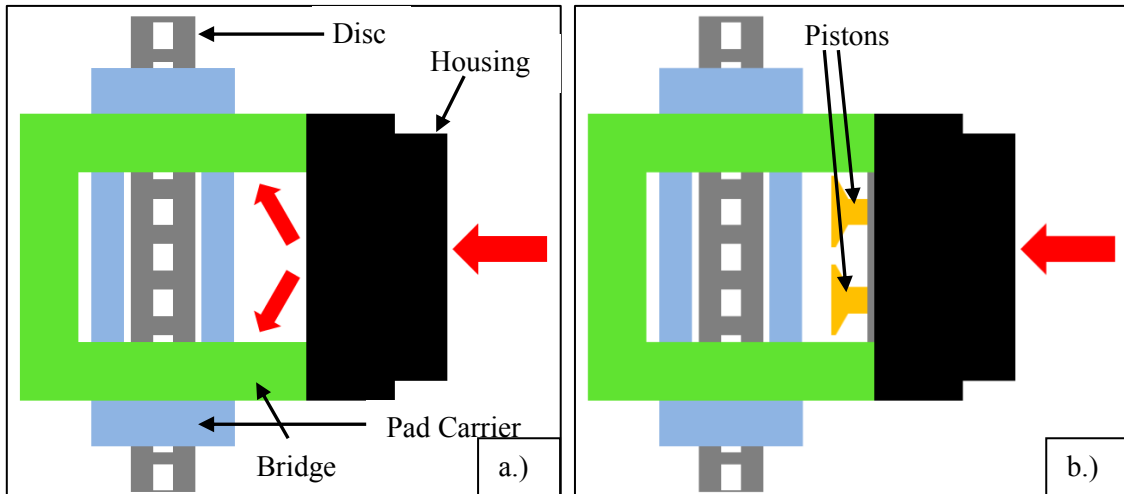 Disc
Housing
Pad Carrier
Bridge
a.)
Pistons
b.)